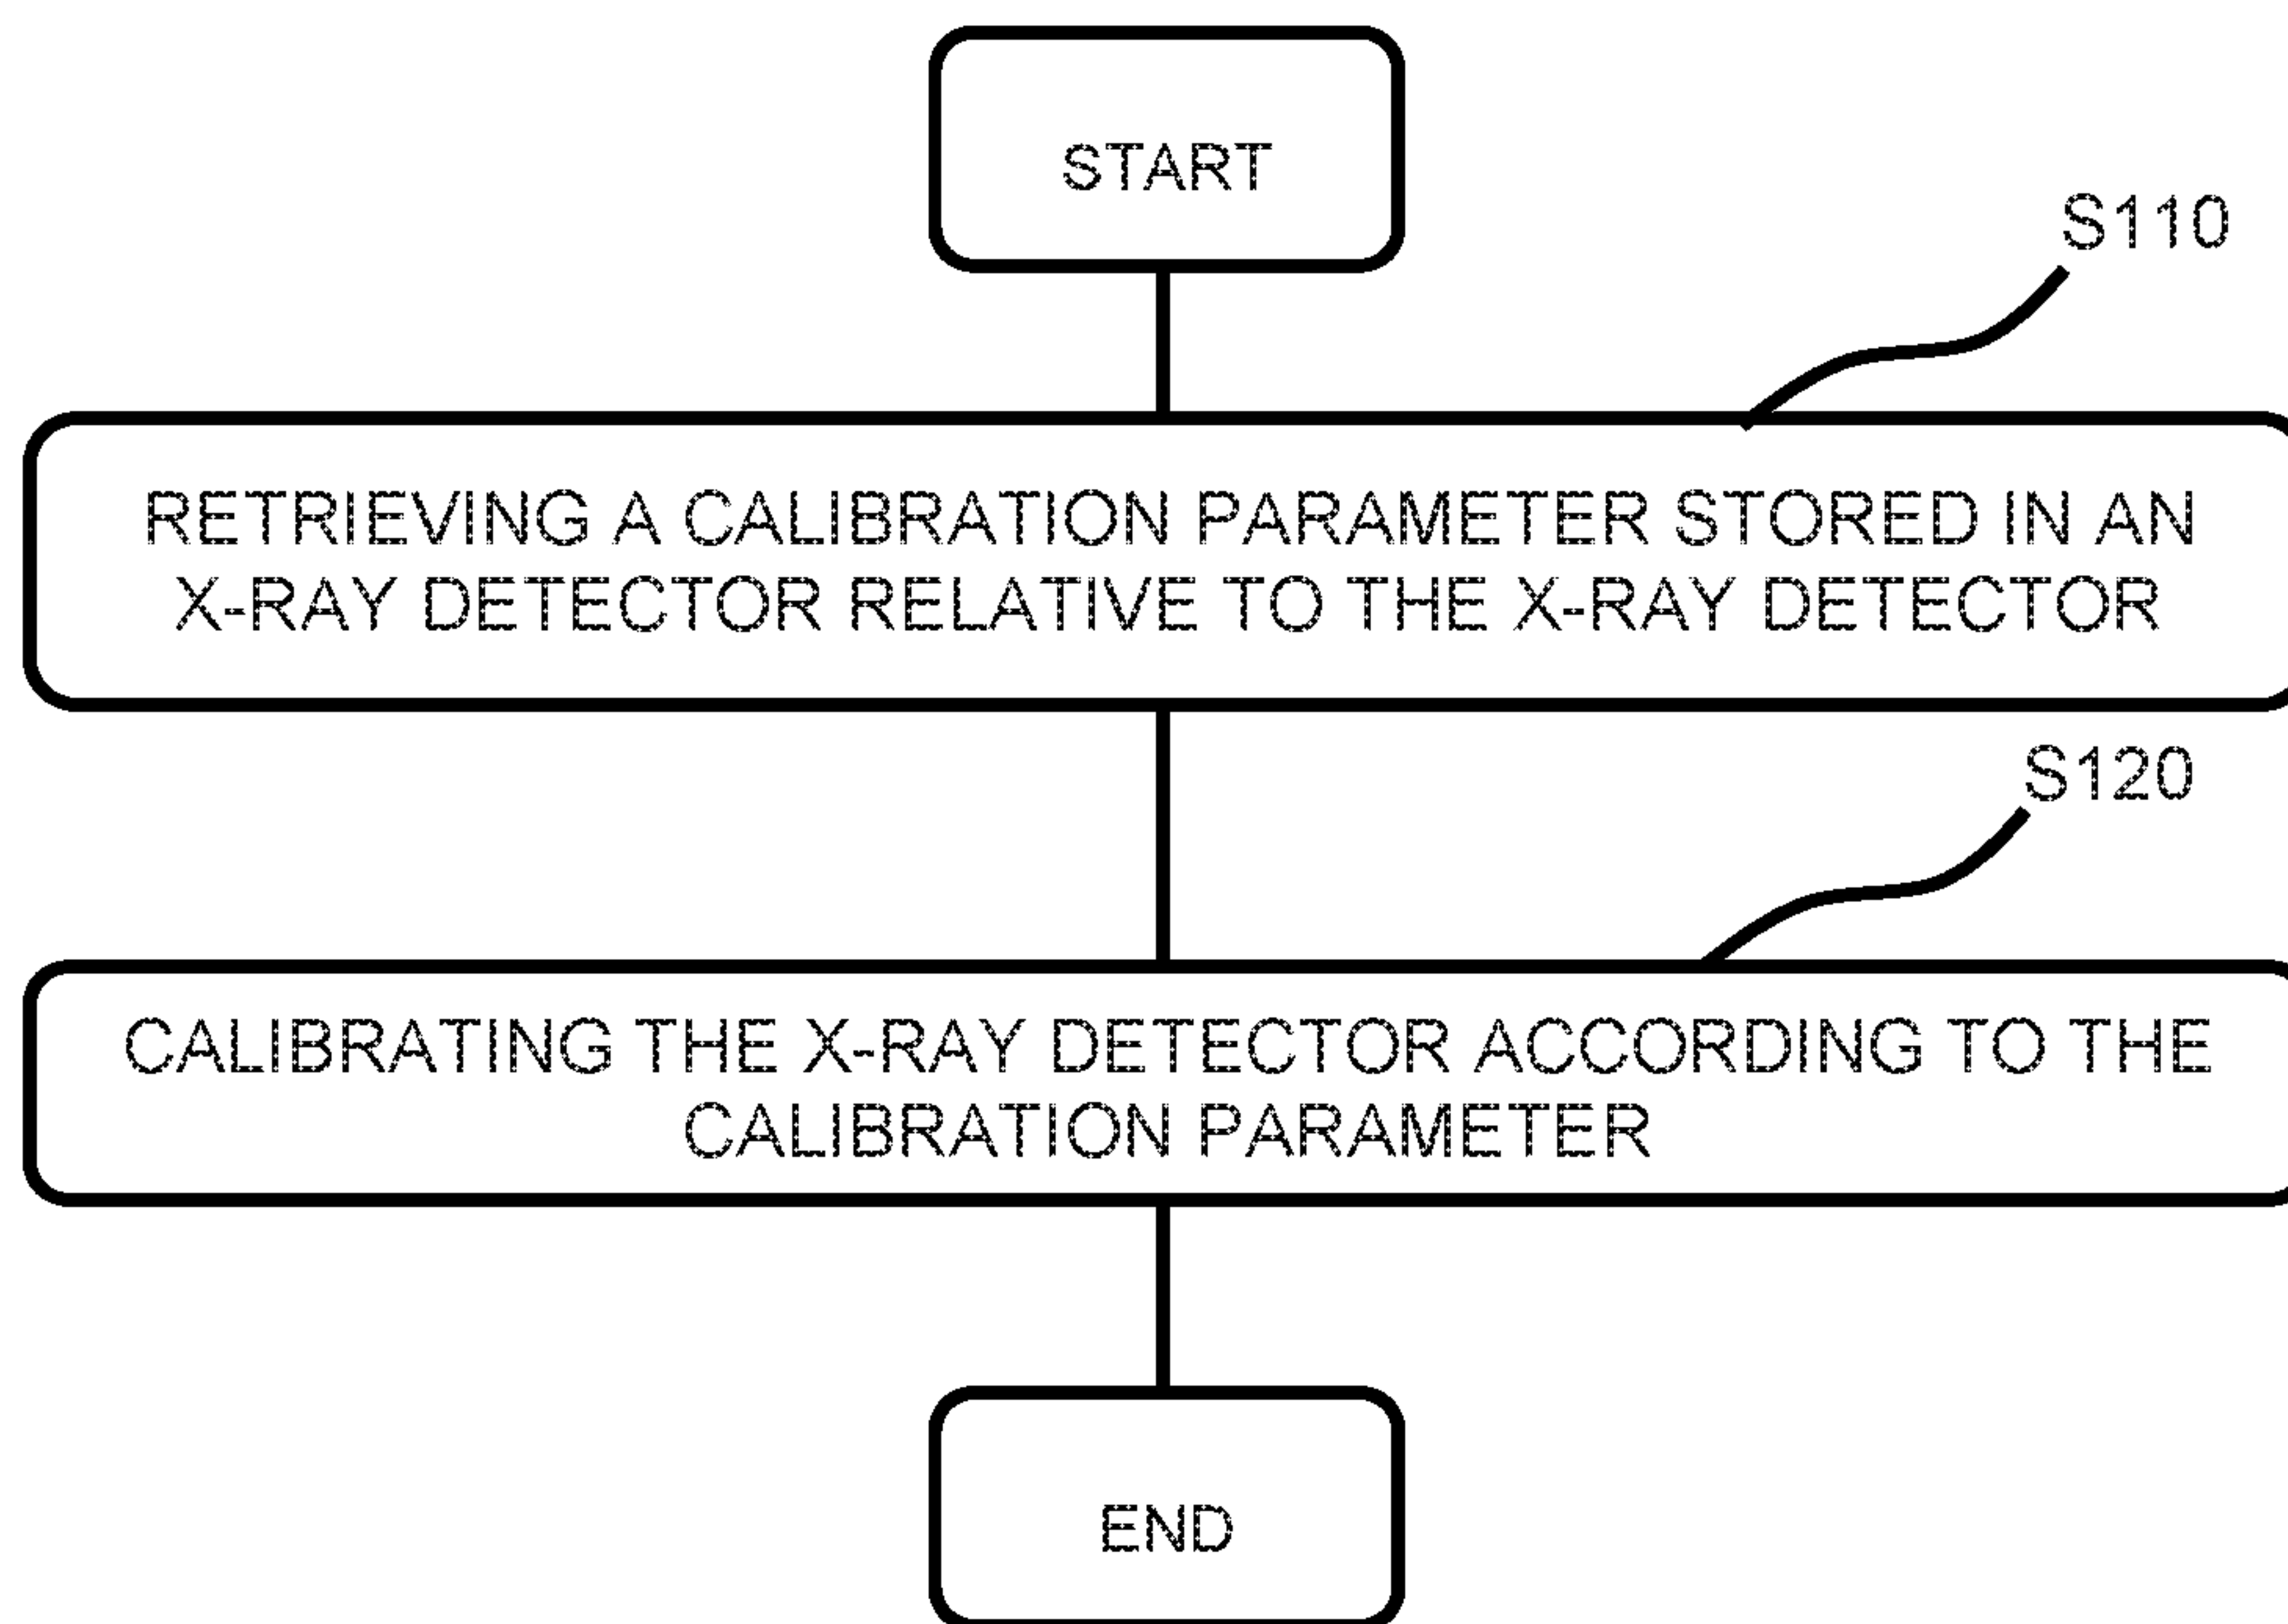 START
S110
RETRIEVING A CALIBRATION PARAMETER STORED IN AN
X-RAY DETECTOR RELATIVE TO THE X-RAY DETECTOR
S120
CALIBRATING THE X-RAY DETECTOR ACCORDING TO THE
CALIBRATION PARAMETER
END